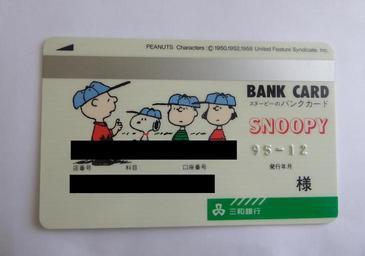 PEANUTS Characters: © 1950,1952,1958 United Feature Syndicate, Inc.
BANK CARD
スヌーピーのバンクカード
SNOOPY
95-12
店番号 科目 口座番号 発行年月
様
三和銀行